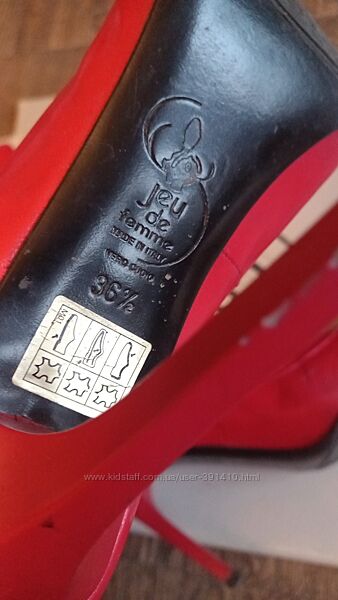 jeu
de
femme
MADE IN ITALY
VERO CUOIO
36½
www.kidstaff.com.ua/user-391410.html